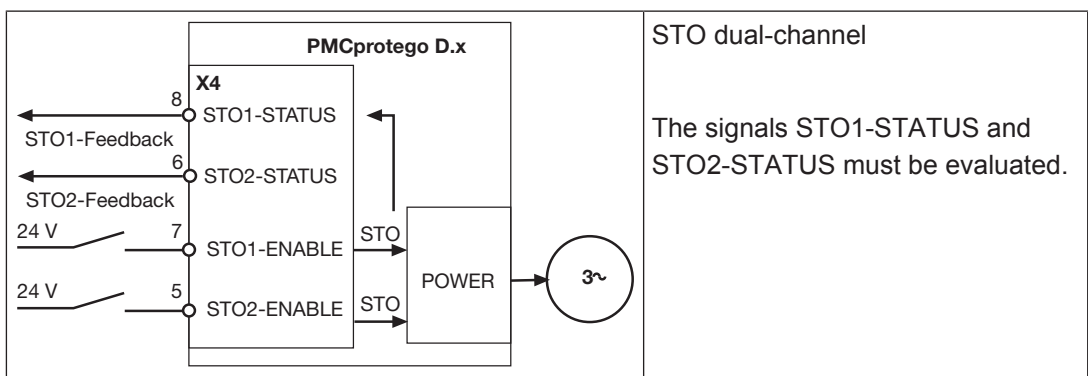 PMCprotego D.x
X4
8
STO1-STATUS
STO1-Feedback
6
STO2-STATUS
STO2-Feedback
24 V
7
STO1-ENABLE
STO
24 V
5
STO2-ENABLE
STO
POWER
3~
STO dual-channel
The signals STO1-STATUS and
STO2-STATUS must be evaluated.